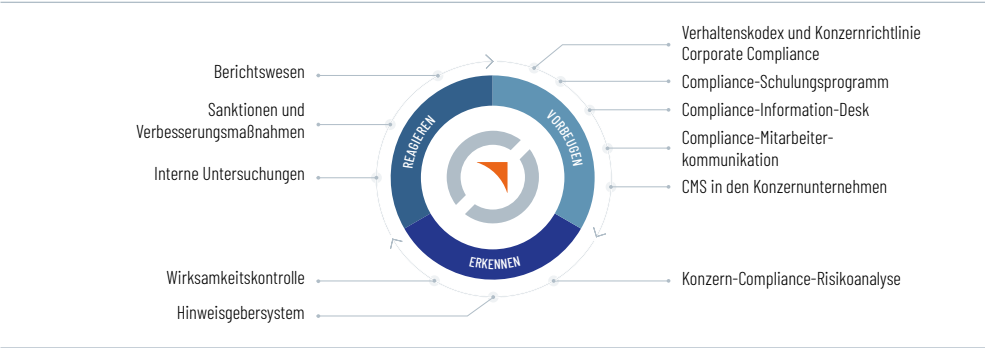 Berichtswesen
Sanktionen und
Verbesserungsmaßnahmen
Interne Untersuchungen
Wirksamkeitskontrolle
Hinweisgebersystem
REAGIEREN
VORBEUGEN
ERKENNEN
Verhaltenskodex und Konzernrichtlinie
Corporate Compliance
Compliance-Schulungsprogramm
Compliance-Information-Desk
Compliance-Mitarbeiter-
kommunikation
CMS in den Konzernunternehmen
Konzern-Compliance-Risikoanalyse